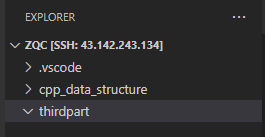 EXPLORER
ZQC [SSH: 43.142.243.134]
.vscode
cpp_data_structure
thirdpart